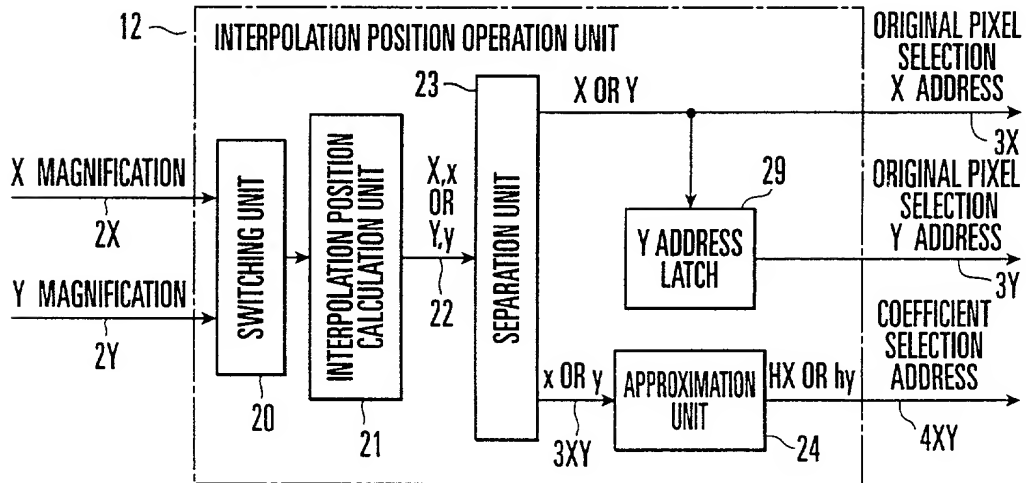 12
INTERPOLATION POSITION OPERATION UNIT
ORIGINAL PIXEL
SELECTION
X ADDRESS
3X
23
X OR Y
X MAGNIFICATION
2X
Y MAGNIFICATION
2Y
SWITCHING UNIT
20
INTERPOLATION POSITION
CALCULATION UNIT
21
X,x
OR
Y,y
22
SEPARATION UNIT
29
Y ADDRESS
LATCH
ORIGINAL PIXEL
SELECTION
Y ADDRESS
3Y
x OR y
3XY
APPROXIMATION
UNIT
24
HX OR hy
COEFFICIENT
SELECTION
ADDRESS
4XY